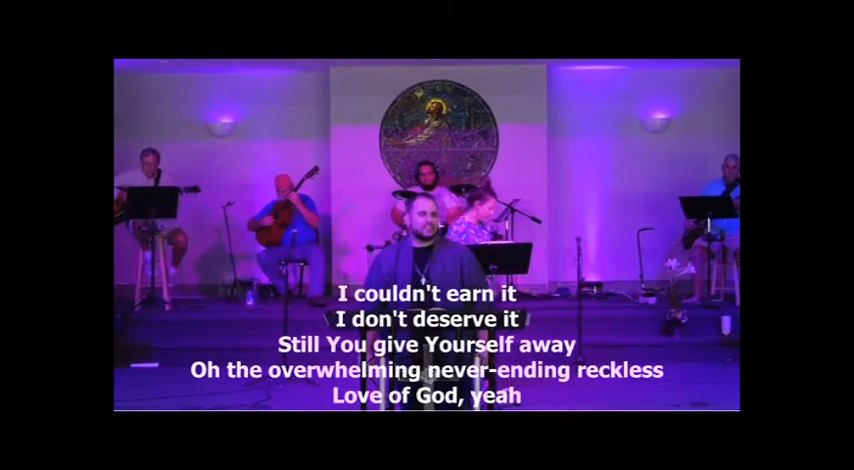 I couldn't earn it
I don't deserve it
Still You give Yourself away
Oh the overwhelming never-ending reckless
Love of God, yeah